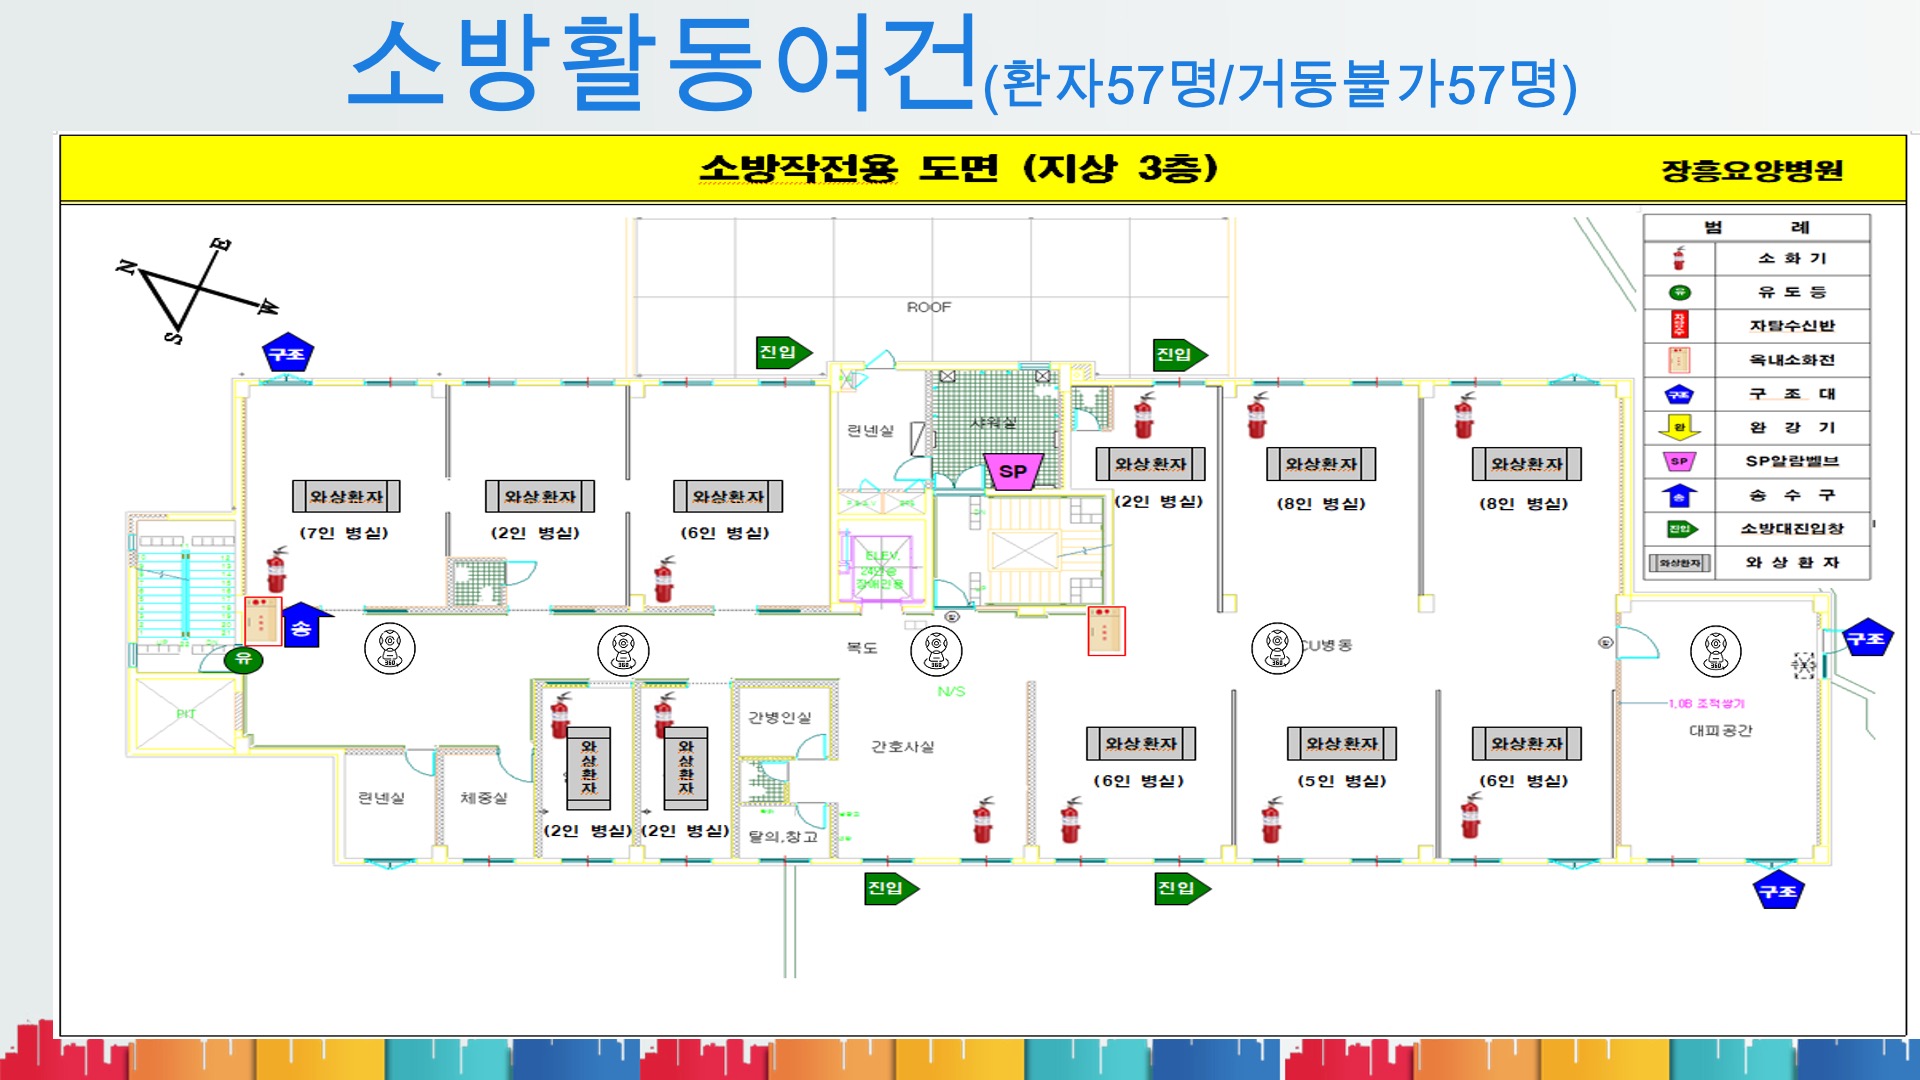 소방활동여건(환자57명/거동불가57명)
소방작전용 도면 (지상 3층)
장흥요양병원
N
E
W
S
범 례
소 화 기
유
유 도 등
자탐수
자탐수신반
옥내소화전
구조
구 조 대
완
완 강 기
SP
SP알람벨브
송
송 수 구
진입
소방대진입창
와상환자
와 상 환 자
ROOF
구조
진입
진입
린넨실
샤워실
SP
와상환자
(7인 병실)
와상환자
(2인 병실)
와상환자
(6인 병실)
와상환자
(2인 병실)
와상환자
(8인 병실)
와상환자
(8인 병실)
ELEV.
24인승
장애인용
송
유
360
360
복도
360
360
CU병동
360
구조
PIT
N/S
1.0B 조적쌓기
대피공간
간병인실
간호사실
린넨실
체중실
와상환자
(2인 병실)
와상환자
(2인 병실)
탈의,창고
와상환자
(6인 병실)
와상환자
(5인 병실)
와상환자
(6인 병실)
진입
진입
구조